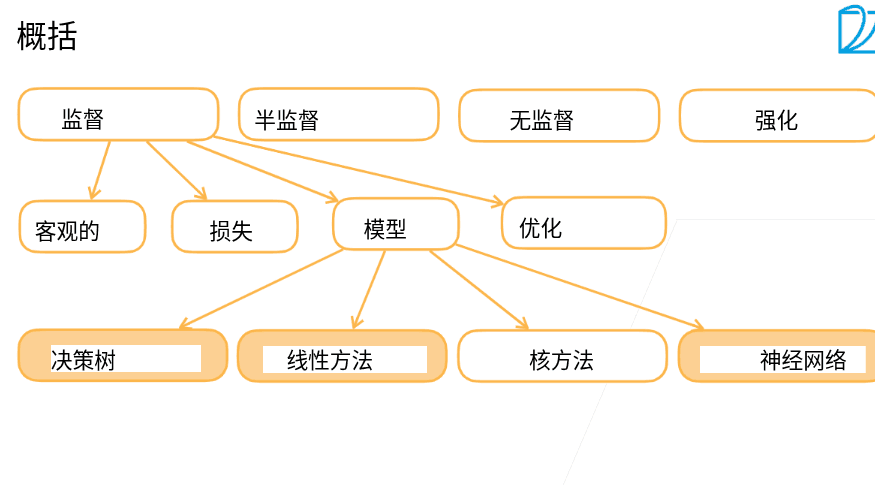 概括
监督
半监督
无监督
强化
客观的
损失
模型
优化
决策树
线性方法
核方法
神经网络